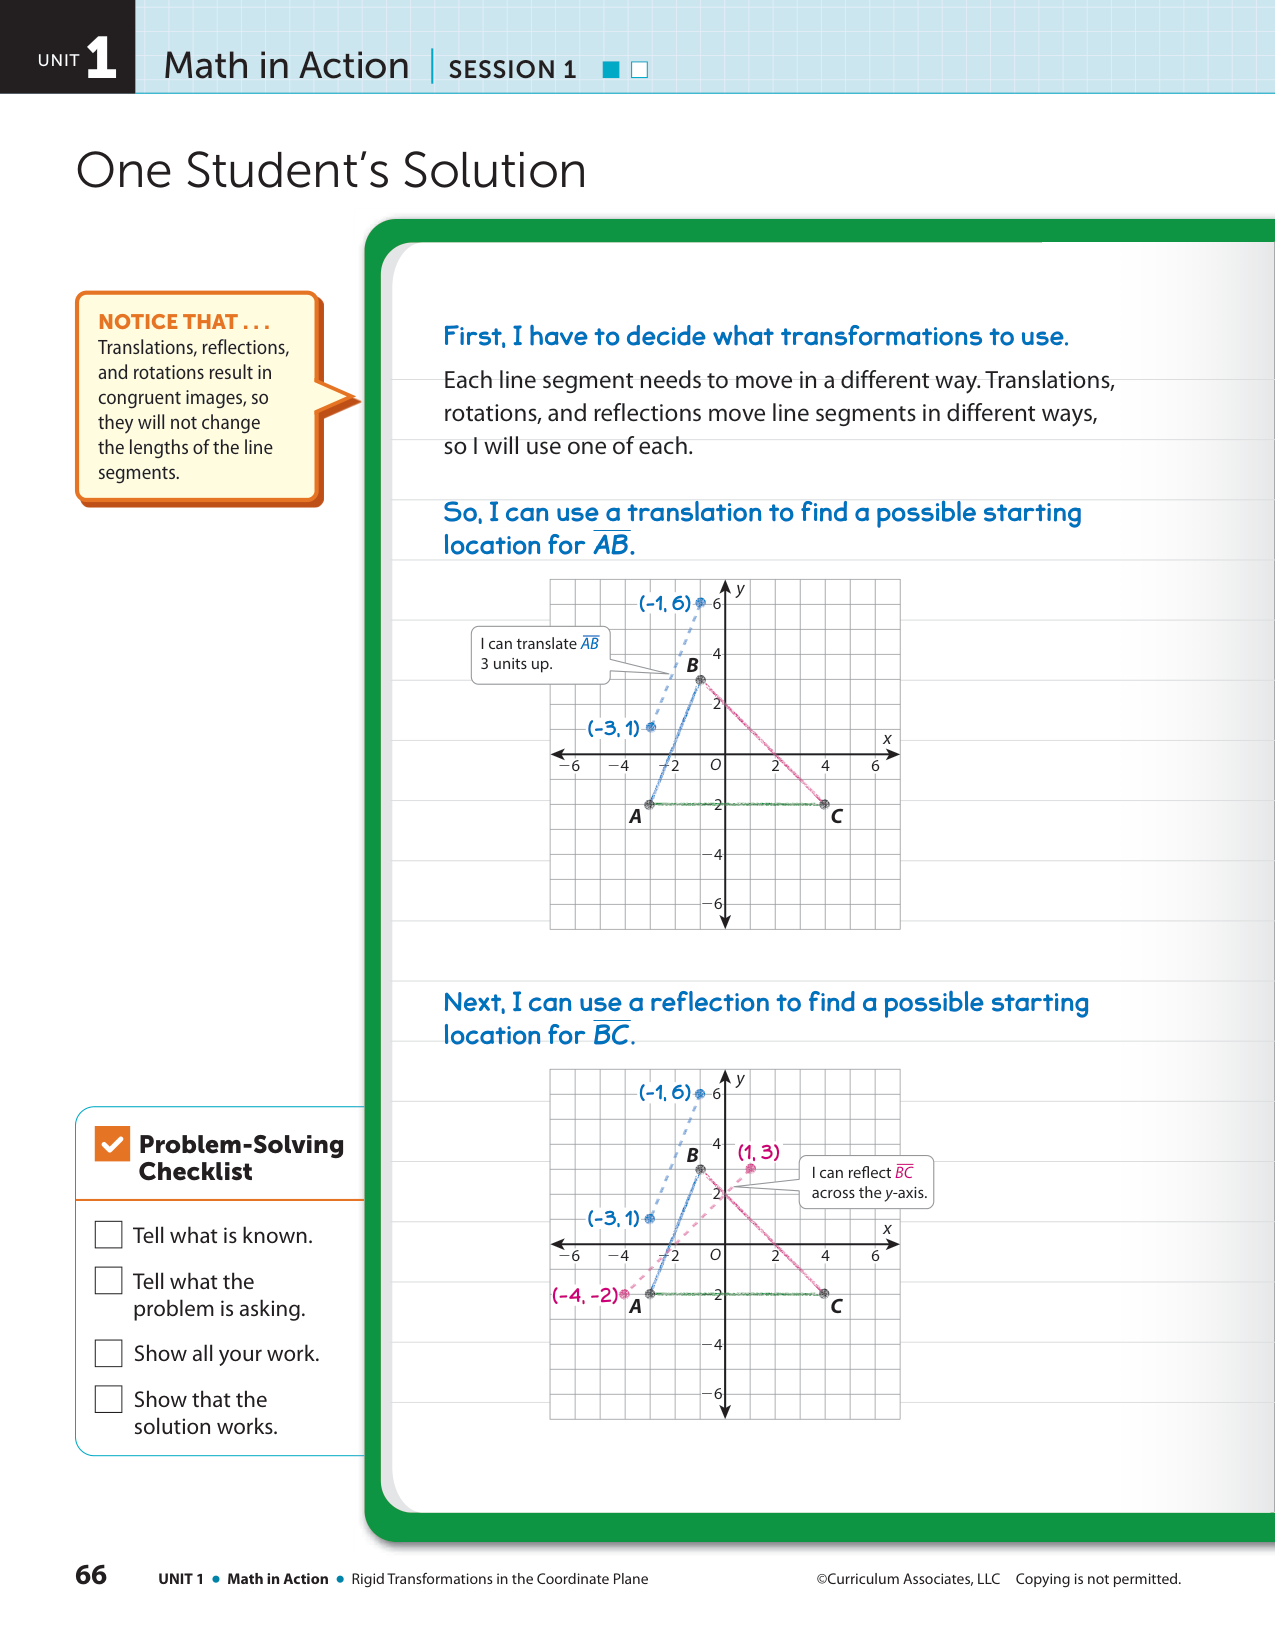 UNIT 1 Math in Action SESSION 1
One Student’s Solution
NOTICE THAT . . .
Translations, reflections,
and rotations result in
congruent images, so
they will not change
the lengths of the line
segments.
First, I have to decide what transformations to use.
Each line segment needs to move in a different way. Translations,
rotations, and reflections move line segments in different ways,
so I will use one of each.
So, I can use a translation to find a possible starting
location for AB.
y
(-1, 6) 6
I can translate AB
3 units up.
4
B
2
(-3, 1)
x
−6 −4 −2 O 2 4 6
−2
A C
−4
−6
Next, I can use a reflection to find a possible starting
location for BC.
y
(-1, 6) 6
4
B (1, 3)
I can reflect BC
across the y-axis.
2
(-3, 1)
x
−6 −4 −2 O 2 4 6
(-4, -2) −2
A C
−4
−6
Problem-Solving
Checklist
Tell what is known.
Tell what the
problem is asking.
Show all your work.
Show that the
solution works.
66 UNIT 1 • Math in Action • Rigid Transformations in the Coordinate Plane ©Curriculum Associates, LLC Copying is not permitted.